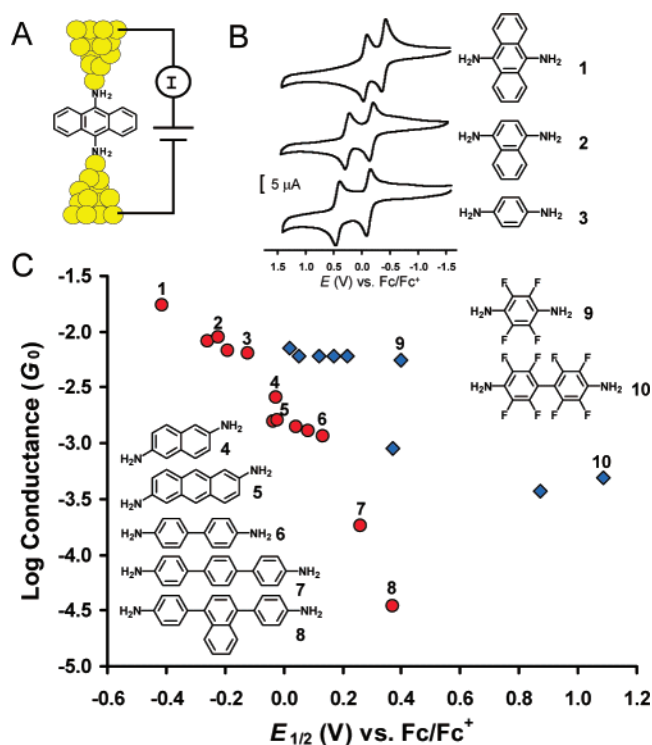 A
NH₂
NH₂
I
B
[ 5 μA
1.5 1.0 0.5 0.0 -0.5 -1.0 -1.5
E (V) vs. Fc/Fc⁺
H₂N NH₂ 1
H₂N NH₂ 2
H₂N NH₂ 3
C
Log Conductance (G₀)
-1.5
-2.0
-2.5
-3.0
-3.5
-4.0
-4.5
-5.0
1
2
3
4
5
6
7
8
9
10
F F
H₂N NH₂ 9
F F
F F F F
H₂N NH₂
F F F F
10
NH₂
H₂N 4
NH₂
H₂N 5
H₂N NH₂ 6
H₂N NH₂
7
H₂N NH₂
8
-0.6 -0.4 -0.2 0.0 0.2 0.4 0.6 0.8 1.0 1.2
E₁/₂ (V) vs. Fc/Fc⁺